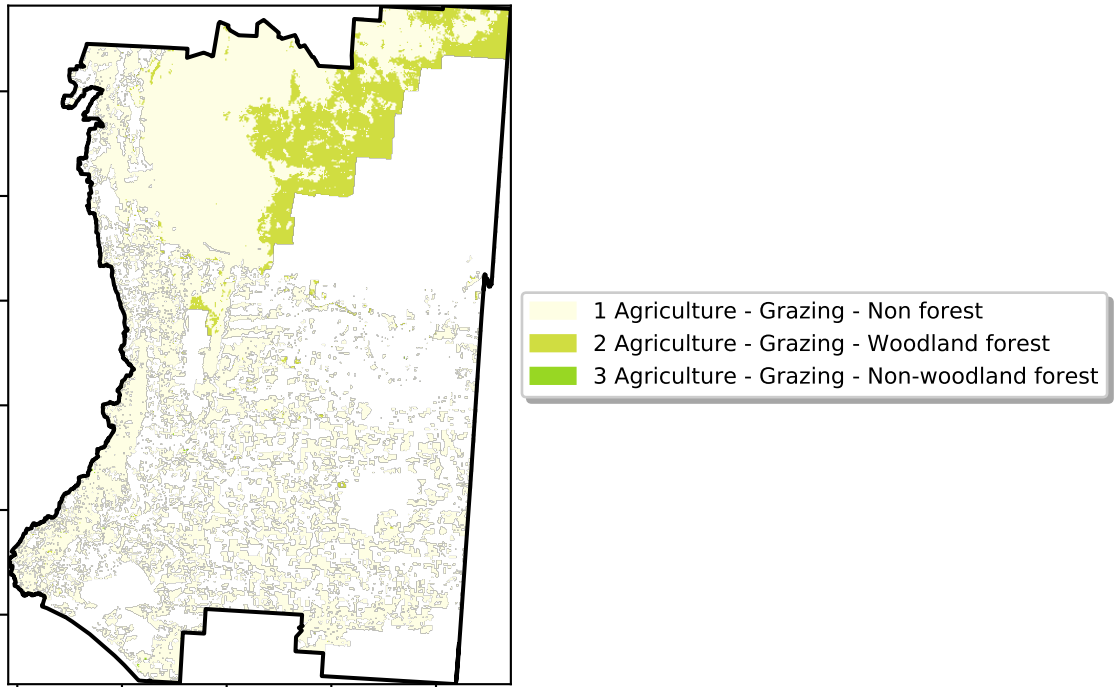 1 Agriculture - Grazing - Non forest
2 Agriculture - Grazing - Woodland forest
3 Agriculture - Grazing - Non-woodland forest